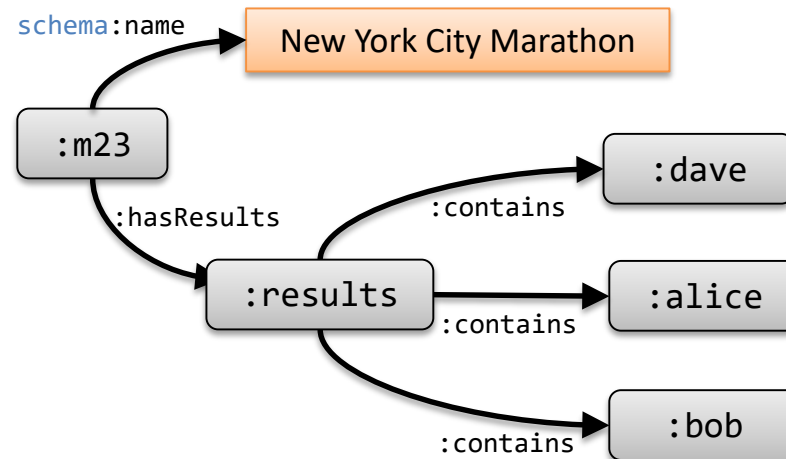 schema:name
New York City Marathon
:m23
:dave
:contains
:hasResults
:results
:alice
:contains
:bob
:contains